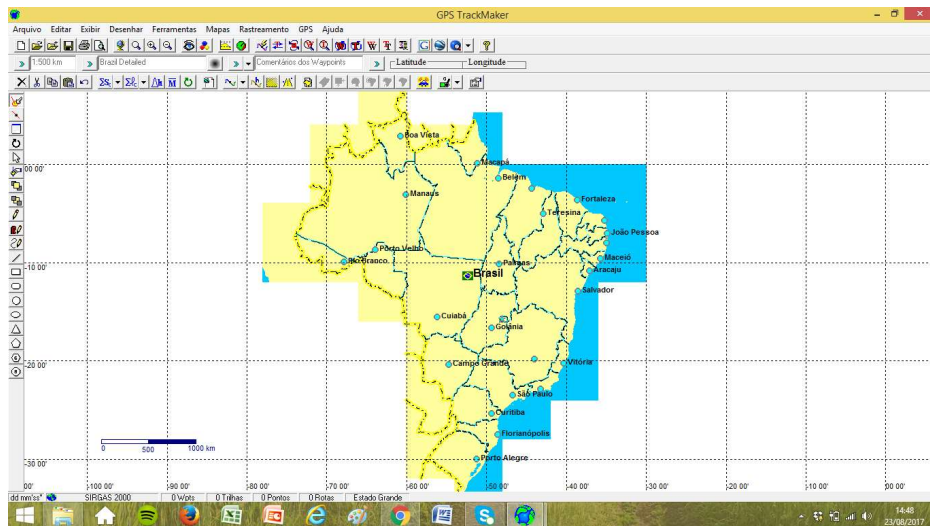 GPS TrackMaker
Arquivo Editar Exibir Desenhar Ferramentas Mapas Rastreamento GPS Ajuda
1:500 km Brazil Detailed Comentários dos Waypoints Latitude Longitude
Boa Vista
Macapá
00 00'
Belém
Manaus
Fortaleza
Teresina
João Pessoa
Porto Velho
Maceió
Rio Branco
Palmas
-10 00'
Aracaju
Brasil
Salvador
Cuiabá
Goiânia
-20 00'
Campo Grande
Vitória
São Paulo
Curitiba
Florianópolis
0 500 1000 km
Porto Alegre
-30 00'
00' -100 00' -90 00' -80 00' -70 00' -60 00' -50 00' -40 00' -30 00' -20 00' -10 00' 00 00'
dd mm'ss" SIRGAS 2000 0 Wpts 0 Trilhas 0 Pontos 0 Rotas Estado Grande
14:48
23/08/2017